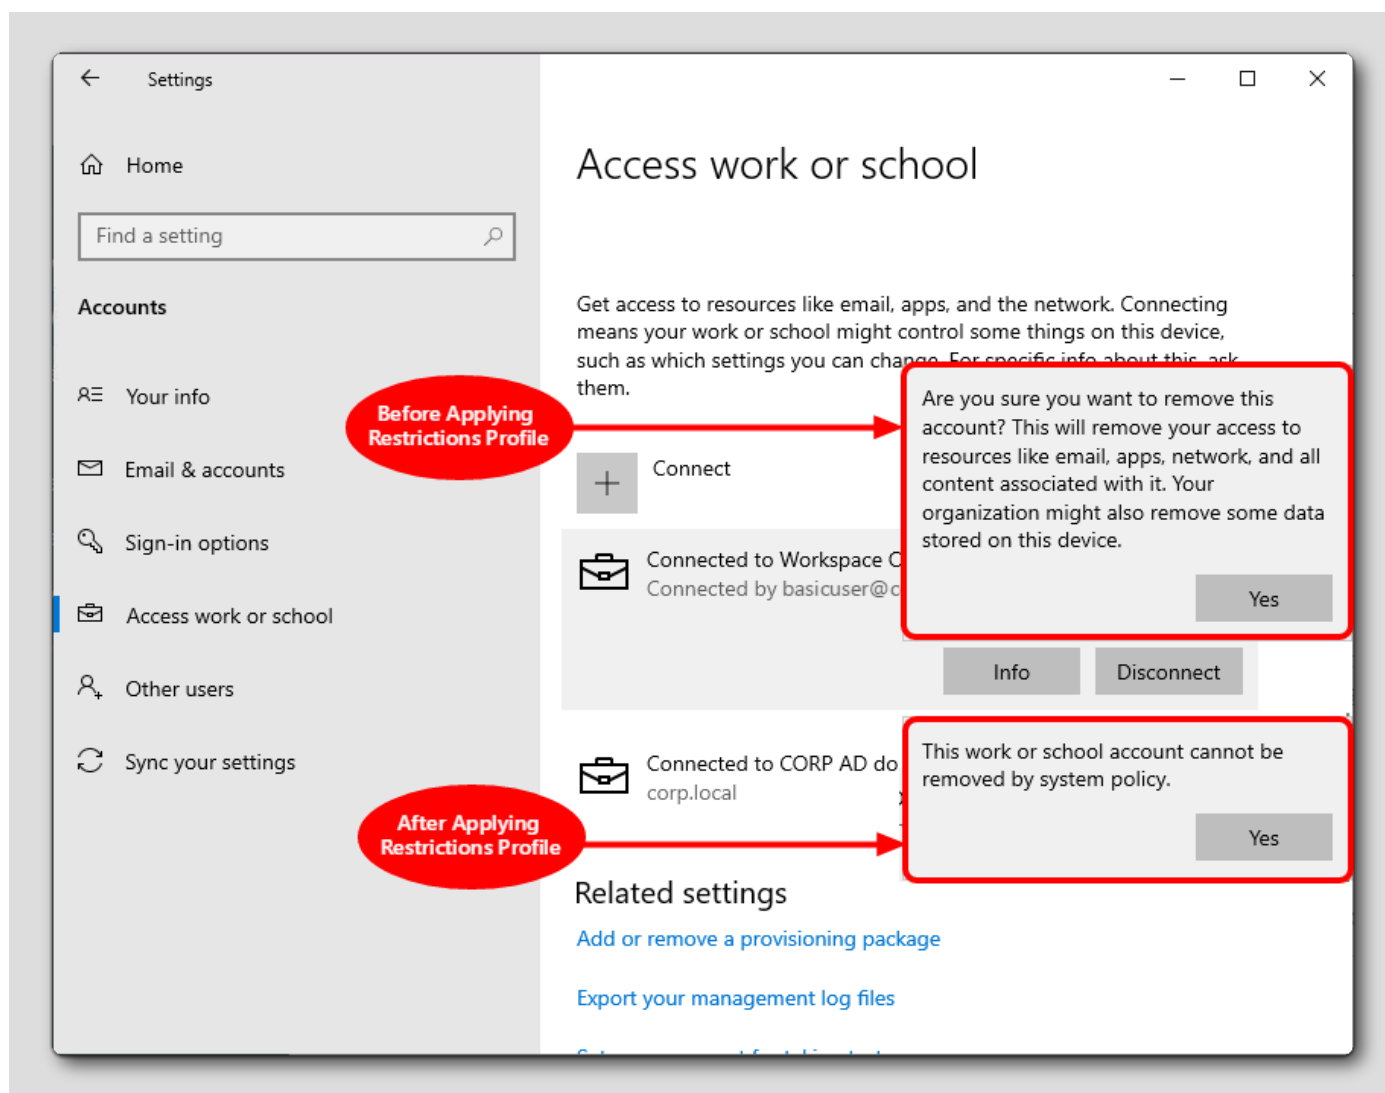 Settings
Home
Find a setting
Accounts
Your info
Email & accounts
Sign-in options
Access work or school
Other users
Sync your settings
Access work or school
Get access to resources like email, apps, and the network. Connecting
means your work or school might control some things on this device,
such as which settings you can change. For specific info about this, ask
them.
Before Applying
Restrictions Profile
Are you sure you want to remove this
account? This will remove your access to
resources like email, apps, network, and all
content associated with it. Your
organization might also remove some data
stored on this device.
Yes
Connect
Connected to Workspace
Connected by basicuser@
Info
Disconnect
This work or school account cannot be
removed by system policy.
Yes
Connected to CORP AD do
corp.local
After Applying
Restrictions Profile
Related settings
Add or remove a provisioning package
Export your management log files